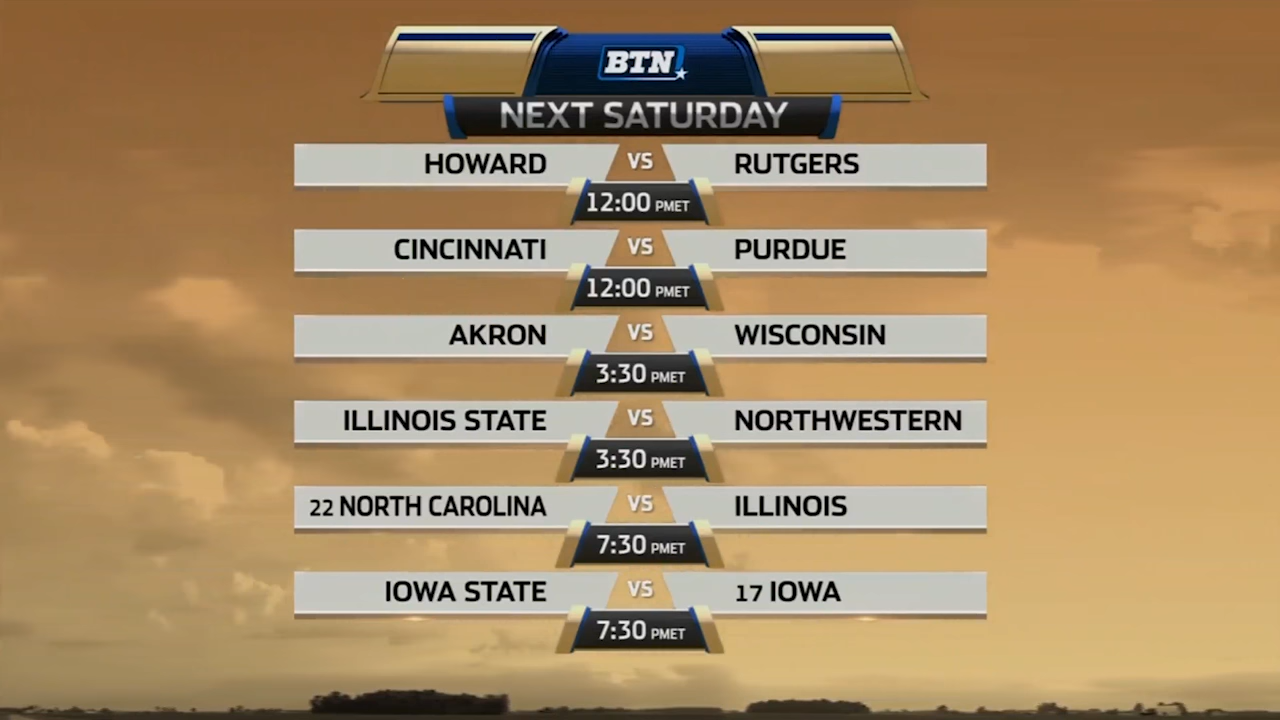 BTN
NEXT SATURDAY
HOWARD VS RUTGERS
12:00 PMET
CINCINNATI VS PURDUE
12:00 PMET
AKRON VS WISCONSIN
3:30 PMET
ILLINOIS STATE VS NORTHWESTERN
3:30 PMET
22 NORTH CAROLINA VS ILLINOIS
7:30 PMET
IOWA STATE VS 17 IOWA
7:30 PMET